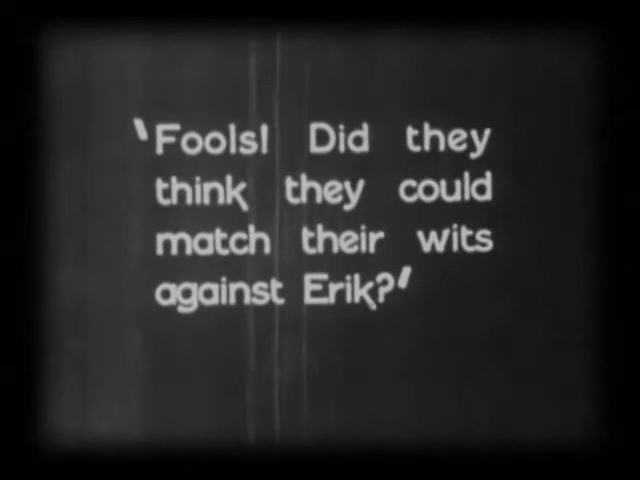 'Fools! Did they
think they could
match their wits
against Erik?'